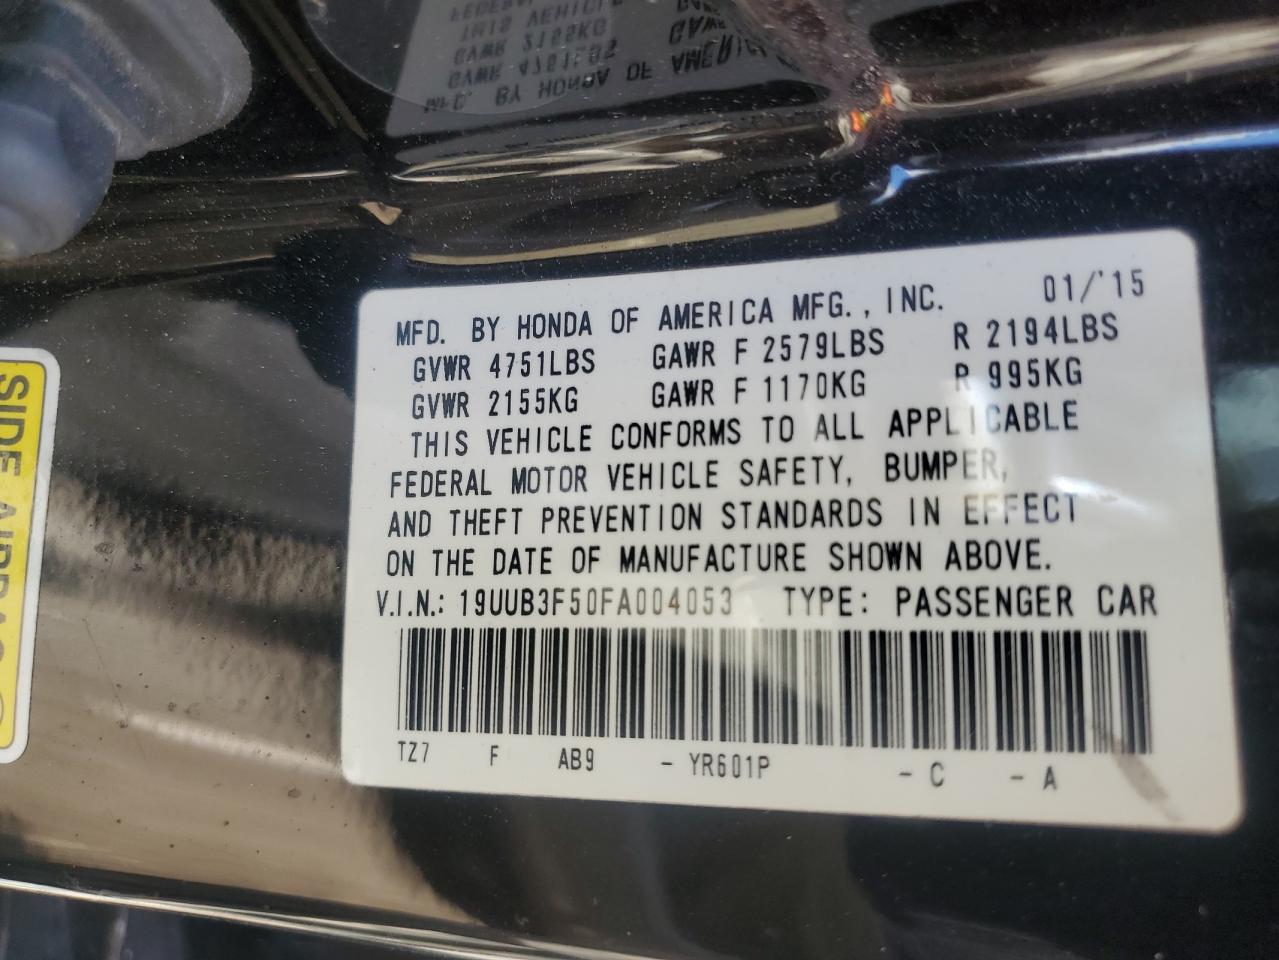 MFD. BY HONDA OF AMERICA MFG., INC. 01/'15
GVWR 4751LBS GAWR F 2579LBS R 2194LBS
GVWR 2155KG GAWR F 1170KG R 995KG
THIS VEHICLE CONFORMS TO ALL APPLICABLE
FEDERAL MOTOR VEHICLE SAFETY, BUMPER,
AND THEFT PREVENTION STANDARDS IN EFFECT
ON THE DATE OF MANUFACTURE SHOWN ABOVE.
V.I.N.: 19UUB3F50FA004053 TYPE: PASSENGER CAR
TZ7 F AB9 - YR601P - C - A
SIDE AIRBAG